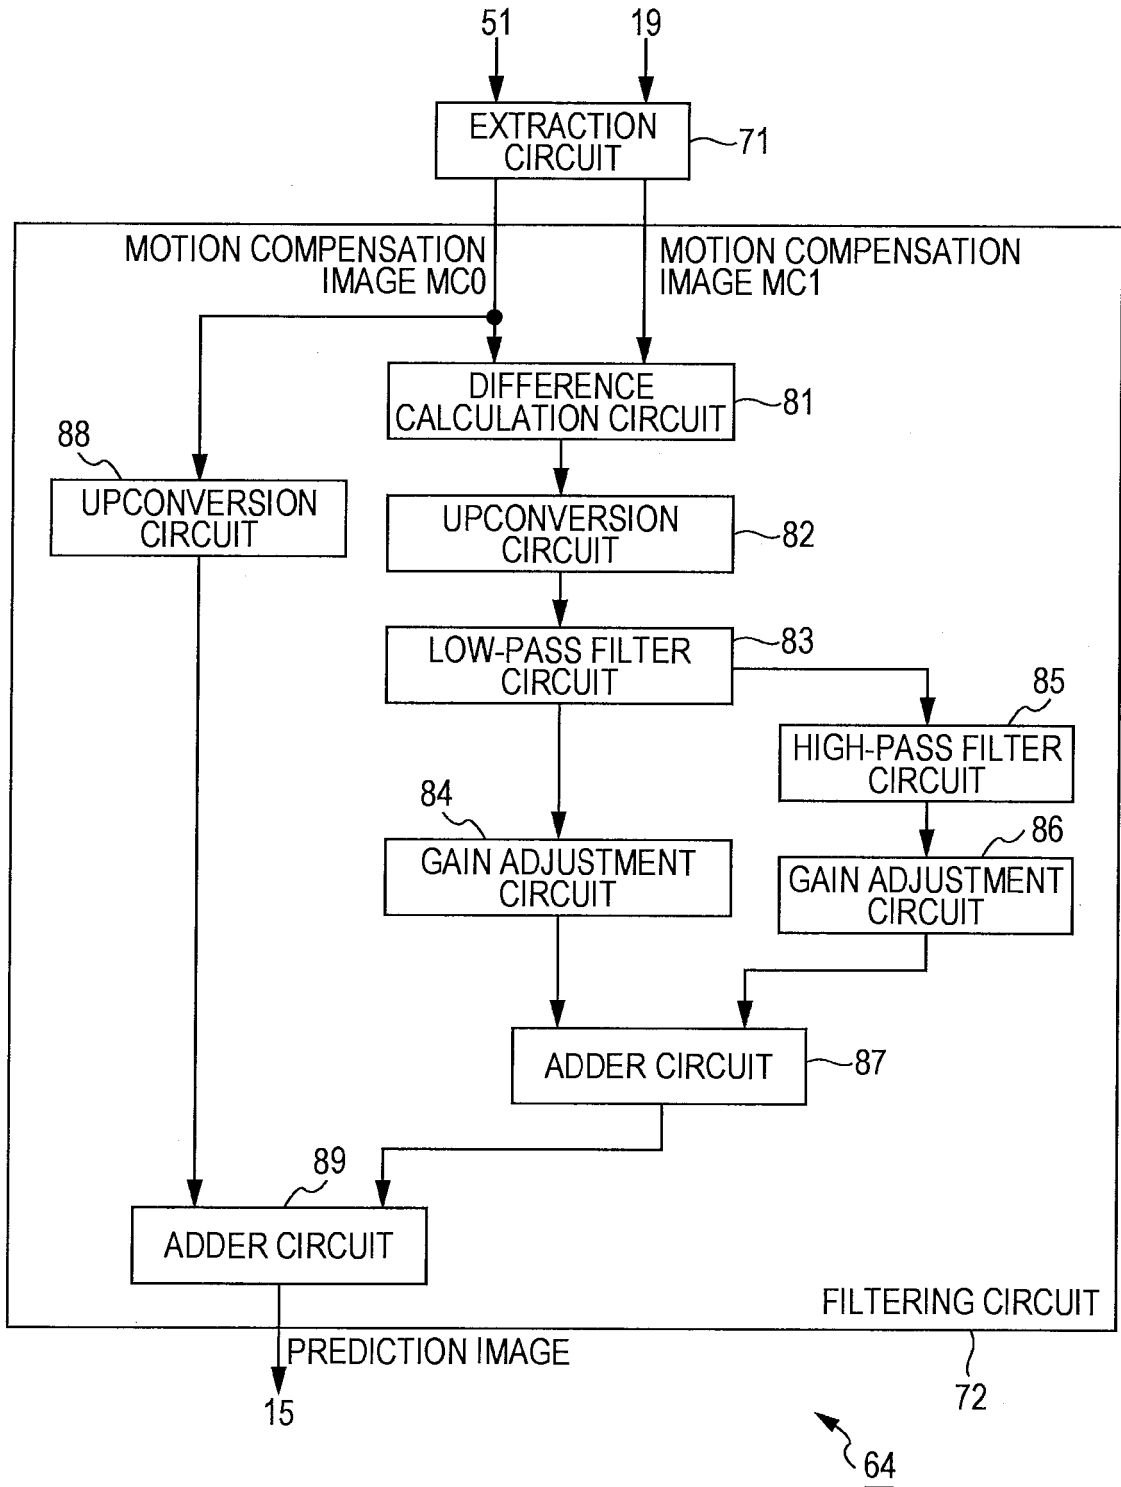 51
19
EXTRACTION
CIRCUIT
71
MOTION COMPENSATION
IMAGE MC0
MOTION COMPENSATION
IMAGE MC1
DIFFERENCE
CALCULATION CIRCUIT
81
88
UPCONVERSION
CIRCUIT
UPCONVERSION
CIRCUIT
82
LOW-PASS FILTER
CIRCUIT
83
85
HIGH-PASS FILTER
CIRCUIT
84
GAIN ADJUSTMENT
CIRCUIT
86
GAIN ADJUSTMENT
CIRCUIT
ADDER CIRCUIT
87
89
ADDER CIRCUIT
FILTERING CIRCUIT
PREDICTION IMAGE
72
15
64